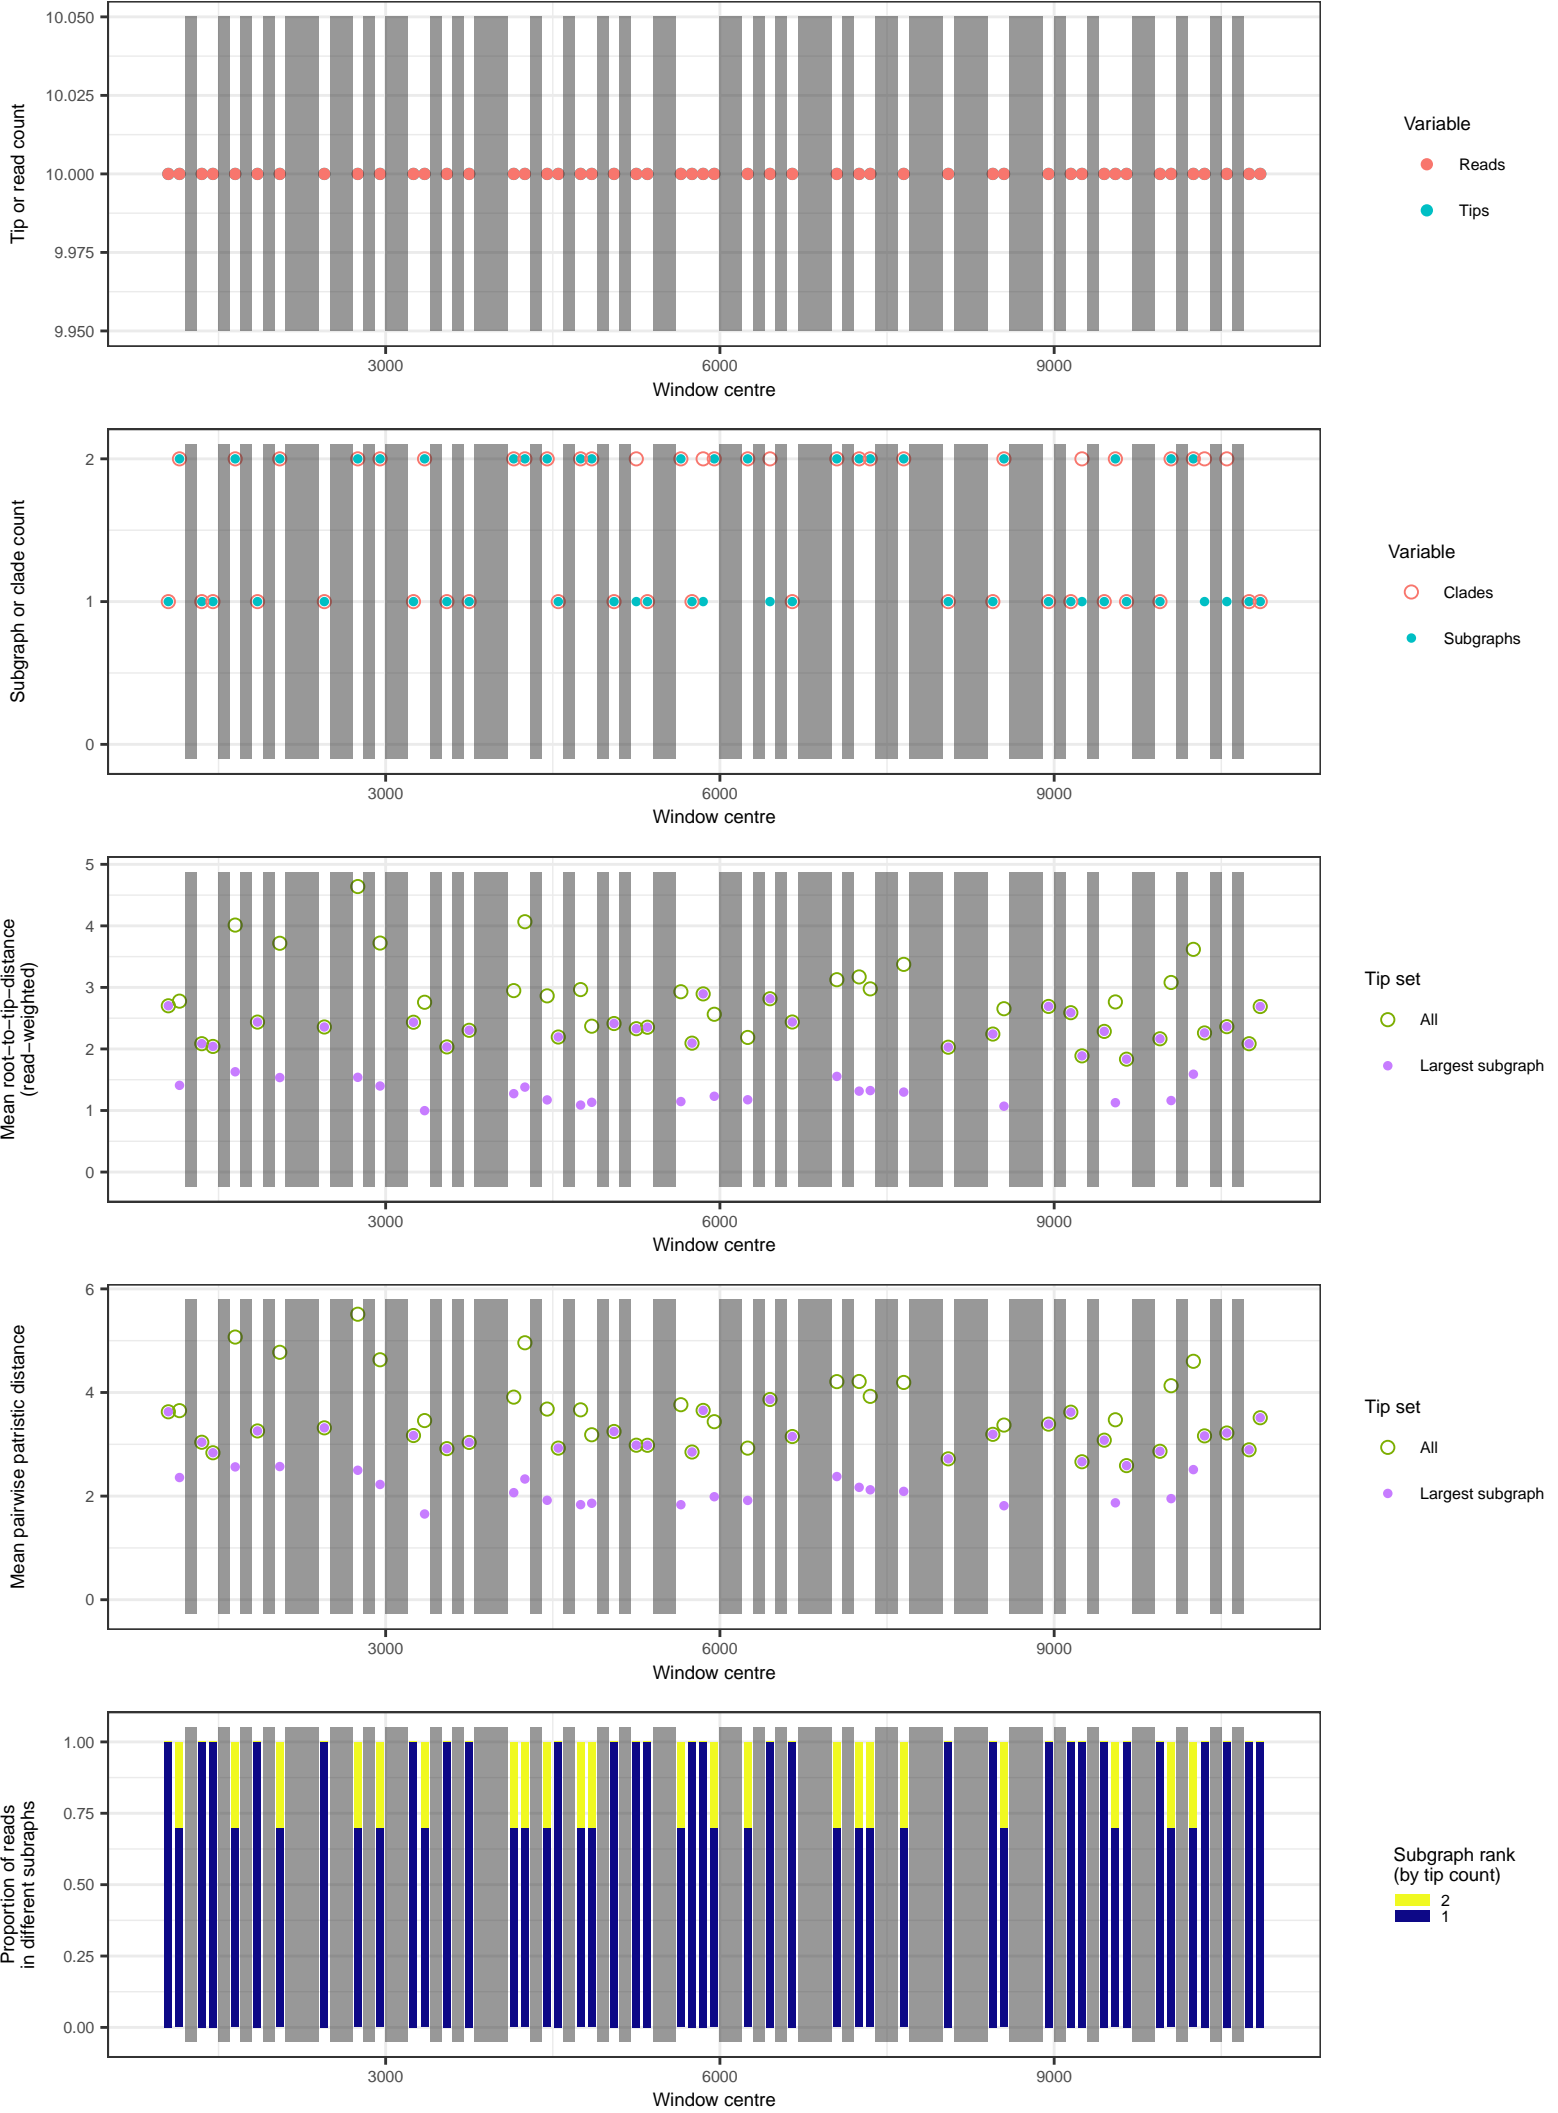 10.050
10.025
10.000
9.975
9.950
Tip or read count
3000
6000
9000
Window centre
Variable
Reads
Tips
2
1
0
Subgraph or clade count
3000
6000
9000
Window centre
Variable
Clades
Subgraphs
5
4
3
2
1
0
Mean root−to−tip−distance
(read−weighted)
3000
6000
9000
Window centre
Tip set
All
Largest subgraph
6
4
2
0
Mean pairwise patristic distance
3000
6000
9000
Window centre
Tip set
All
Largest subgraph
1.00
0.75
0.50
0.25
0.00
Proportion of reads
in different subraphs
3000
6000
9000
Window centre
Subgraph rank
(by tip count)
2
1